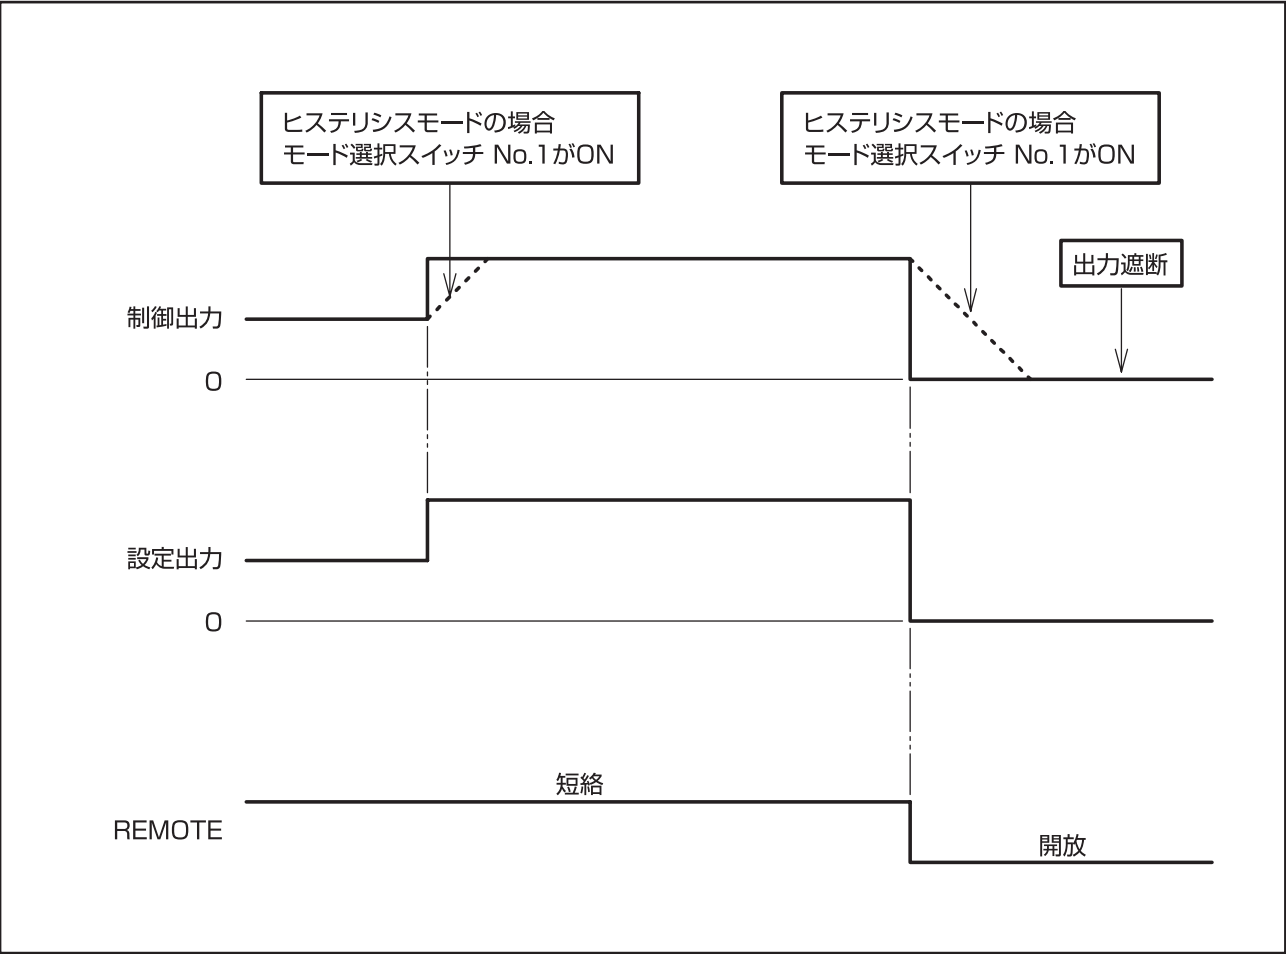 ヒステリシスモードの場合
モード選択スイッチ No.1がON
ヒステリシスモードの場合
モード選択スイッチ No.1がON
出力遮断
制御出力
0
設定出力
0
短絡
REMOTE
開放